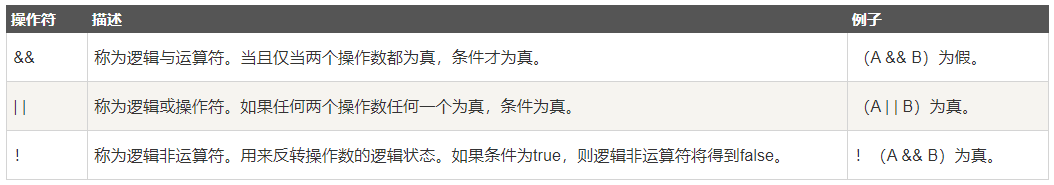 操作符 描述 例子
&& 称为逻辑与运算符。当且仅当两个操作数都为真，条件才为真。 （A && B）为假。
| | 称为逻辑或操作符。如果任何两个操作数任何一个为真，条件为真。 （A | | B）为真。
！ 称为逻辑非运算符。用来反转操作数的逻辑状态。如果条件为true，则逻辑非运算符将得到false。 ！（A && B）为真。